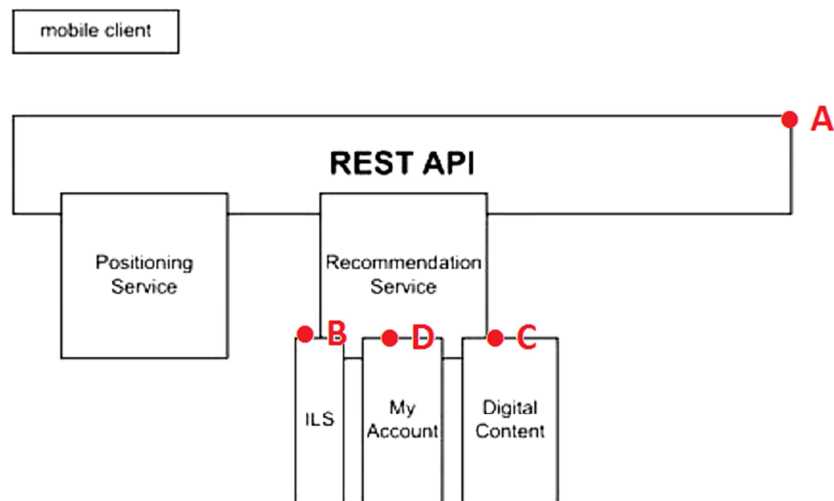 mobile client
A
REST API
Positioning
Service
Recommendation
Service
B
D
C
ILS
My
Account
Digital
Content